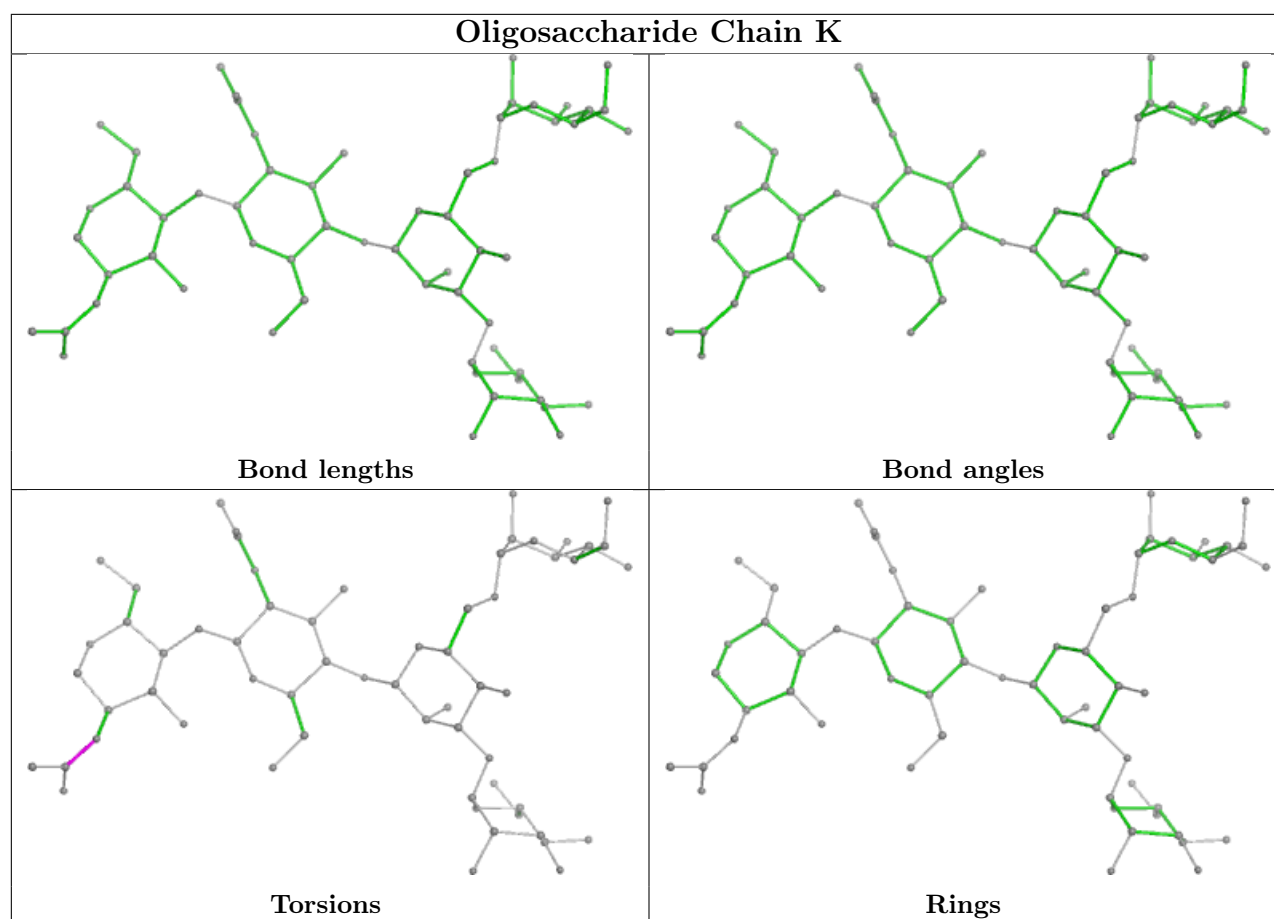 Oligosaccharide Chain K
Bond lengths
Bond angles
Torsions
Rings